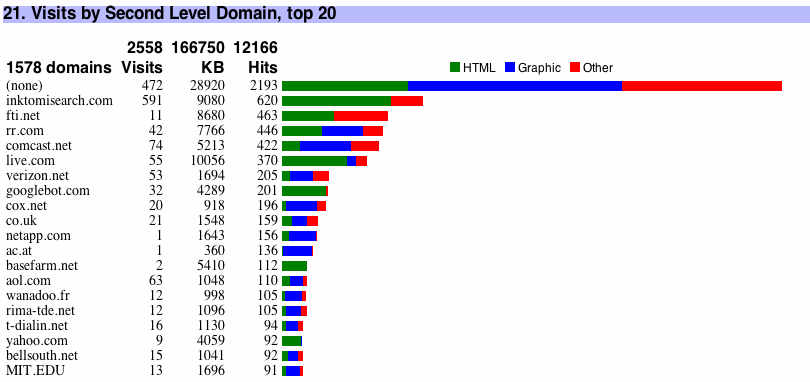 21. Visits by Second Level Domain, top 20
2558 166750 12166
1578 domains Visits KB Hits HTML Graphic Other
(none) 472 28920 2193
inktomisearch.com 591 9080 620
fti.net 11 8680 463
rr.com 42 7766 446
comcast.net 74 5213 422
live.com 55 10056 370
verizon.net 53 1694 205
googlebot.com 32 4289 201
cox.net 20 918 196
co.uk 21 1548 159
netapp.com 1 1643 156
ac.at 1 360 136
basefarm.net 2 5410 112
aol.com 63 1048 110
wanadoo.fr 12 998 105
rima-tde.net 12 1096 105
t-dialin.net 16 1130 94
yahoo.com 9 4059 92
bellsouth.net 15 1041 92
MIT.EDU 13 1696 91